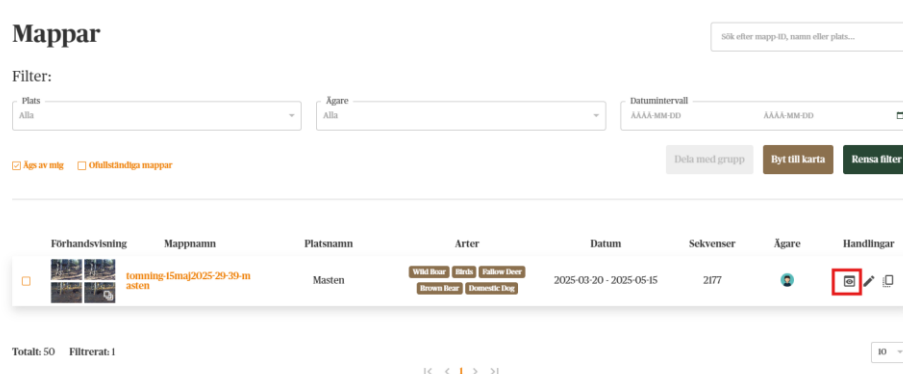 Mappar
Sök efter mapp-ID, namn eller plats....
Filter:
Plats
Alla
Ägare
Alla
Datumintervall
ÅÅÅÅ-MM-DD ÅÅÅÅ-MM-DD
Ägs av mig Ofullständiga mappar
Dela med grupp Byt till karta Rensa filter
Förhandsvisning Mappnamn Platsnamn Arter Datum Sekvenser Ägare Handlingar
tomning-15maj2025-29-39-m
asten
Masten
Wild Boar Birds Fallow Deer
Brown Bear Domestic Dog
2025-03-20 - 2025-05-15
2177
Totalt: 50 Filtrerat: 1
10
1